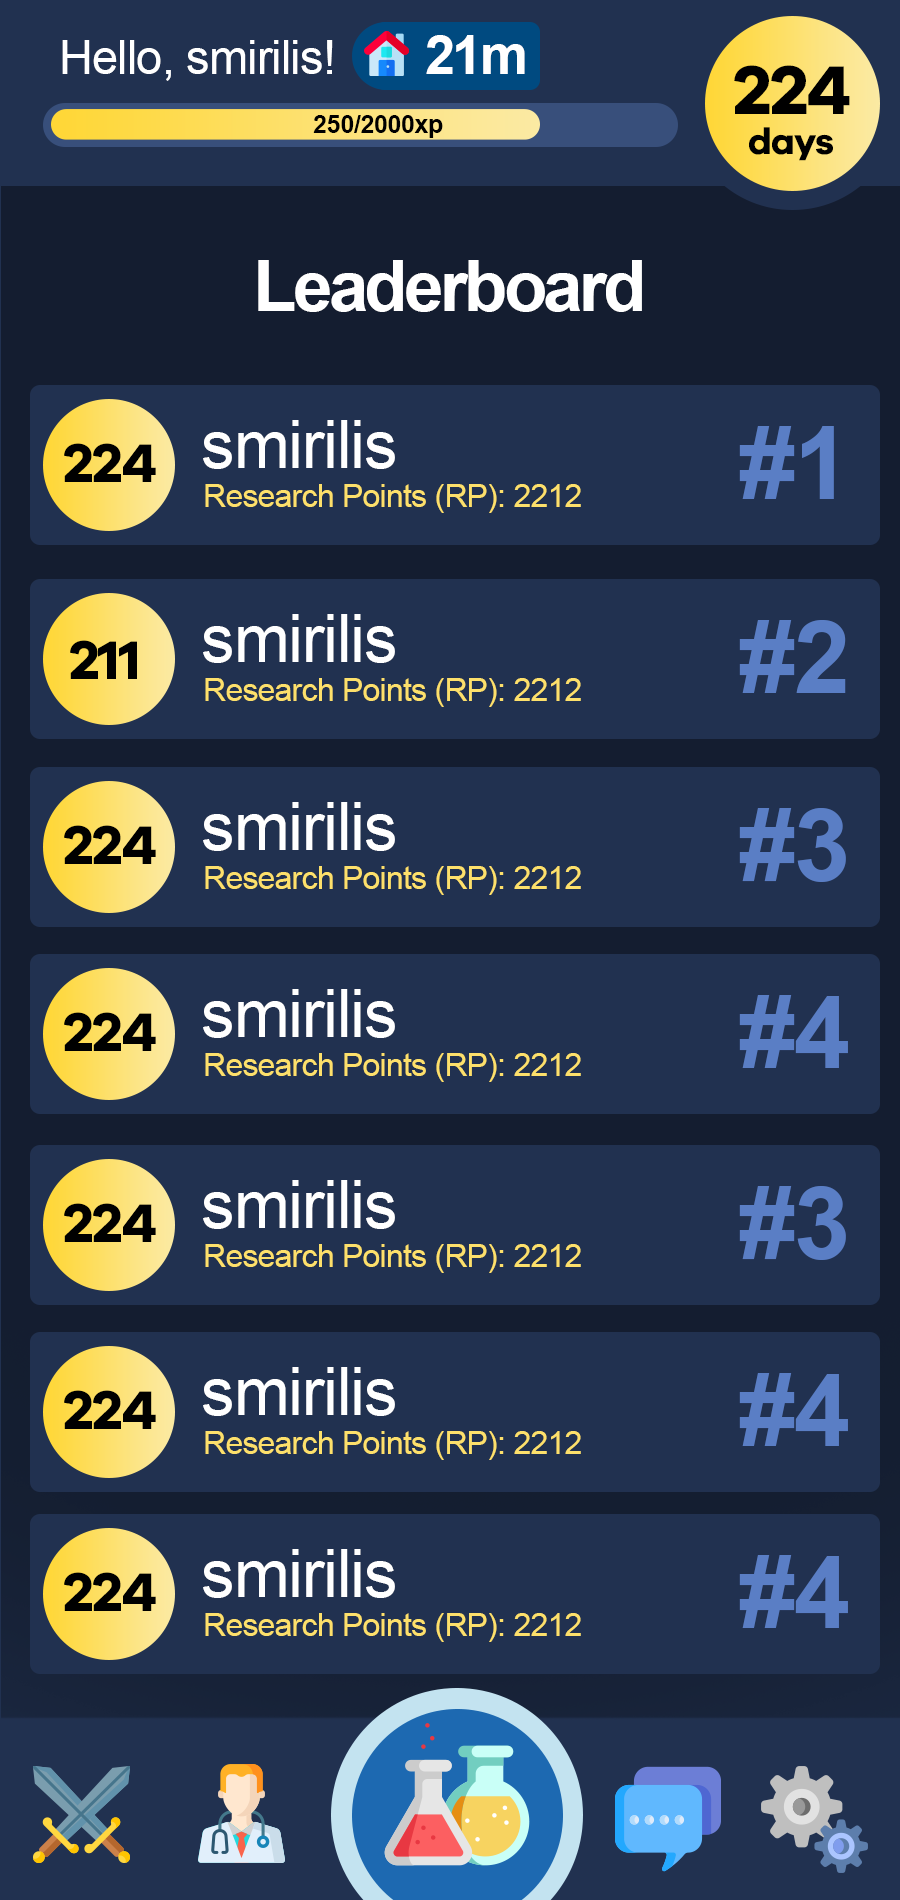 Hello, smirilis! 21m
250/2000xp
224
days
Leaderboard
224
smirilis
Research Points (RP): 2212
#1
211
smirilis
Research Points (RP): 2212
#2
224
smirilis
Research Points (RP): 2212
#3
224
smirilis
Research Points (RP): 2212
#4
224
smirilis
Research Points (RP): 2212
#3
224
smirilis
Research Points (RP): 2212
#4
224
smirilis
Research Points (RP): 2212
#4